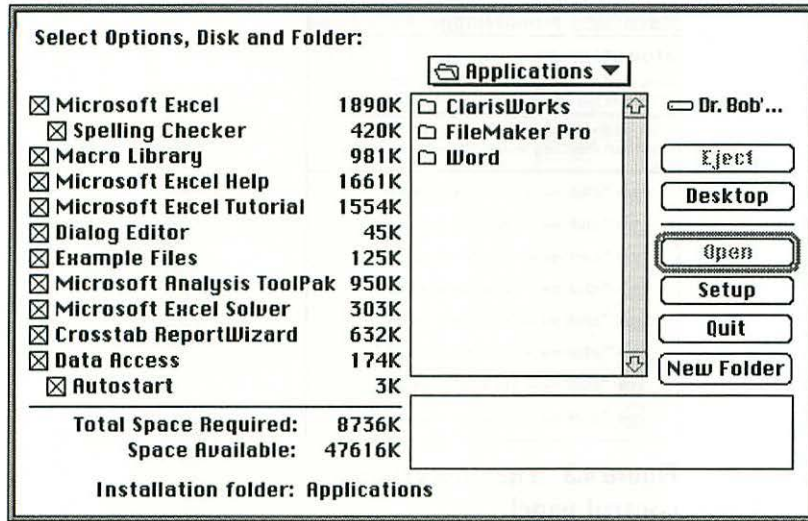 Select Options, Disk and Folder:
Applications
Microsoft Excel 1890K
Spelling Checker 420K
Macro Library 981K
Microsoft Excel Help 1661K
Microsoft Excel Tutorial 1554K
Dialog Editor 45K
Example Files 125K
Microsoft Analysis ToolPak 950K
Microsoft Excel Solver 303K
Crosstab ReportWizard 632K
Data Access 174K
Autostart 3K
Total Space Required: 8736K
Space Available: 47616K
Installation folder: Applications
ClarisWorks
FileMaker Pro
Word
Dr. Bob'...
Eject
Desktop
Open
Setup
Quit
New Folder